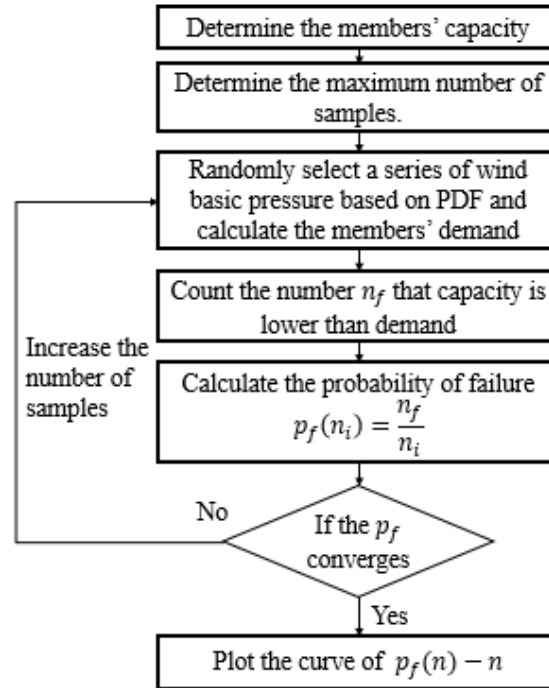 Determine the members' capacity
Determine the maximum number of
samples.
Randomly select a series of wind
basic pressure based on PDF and
calculate the members' demand
Count the number n_f that capacity is
lower than demand
Increase the
number of
samples
Calculate the probability of failure
p_f(n_i) = n_f / n_i
No
If the p_f
converges
Yes
Plot the curve of p_f(n) − n